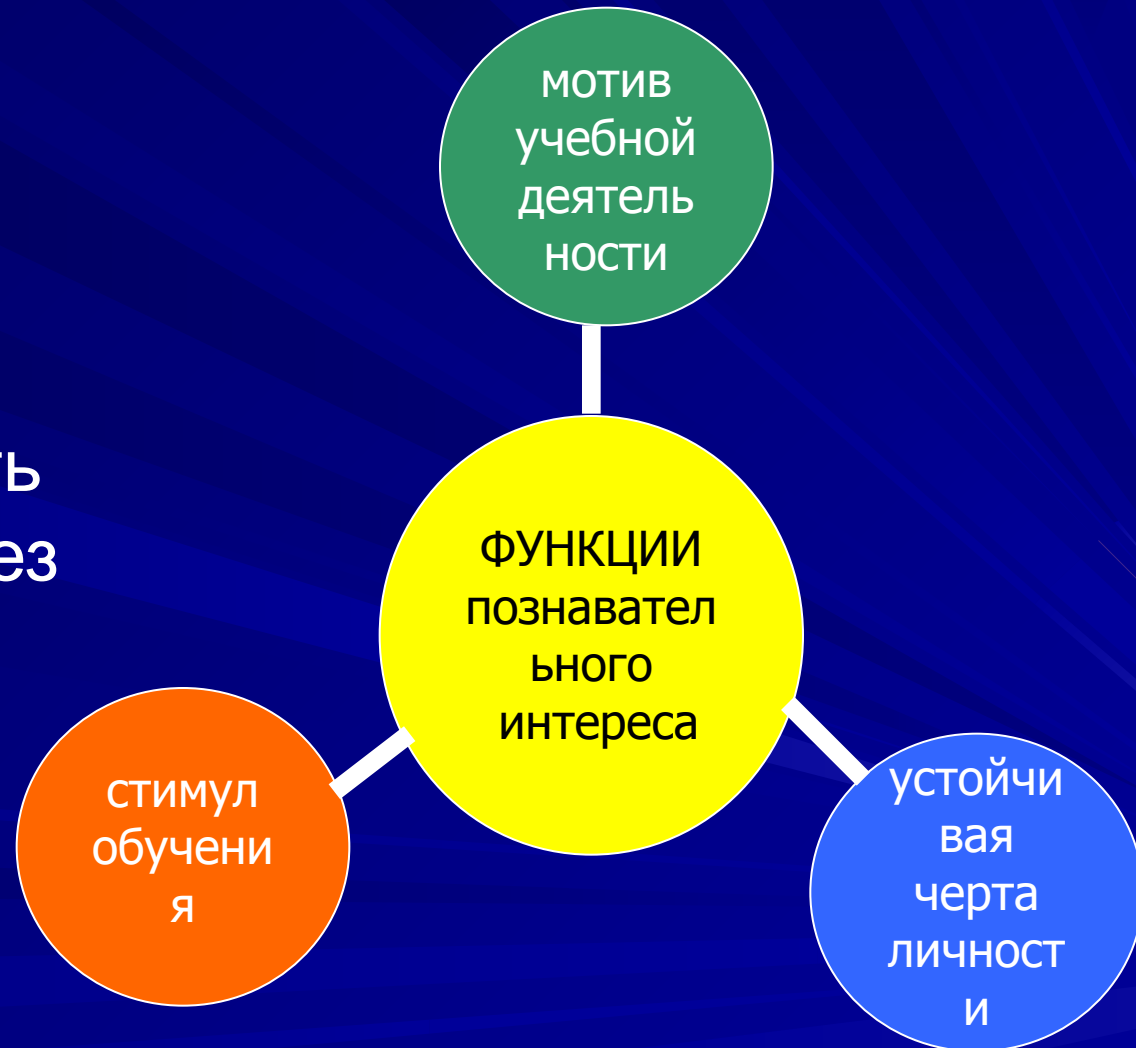 мотив
учебной
деятель
ности
ФУНКЦИИ
познавател
ьного
интереса
стимул
обучени
я
устойчи
вая
черта
личност
и